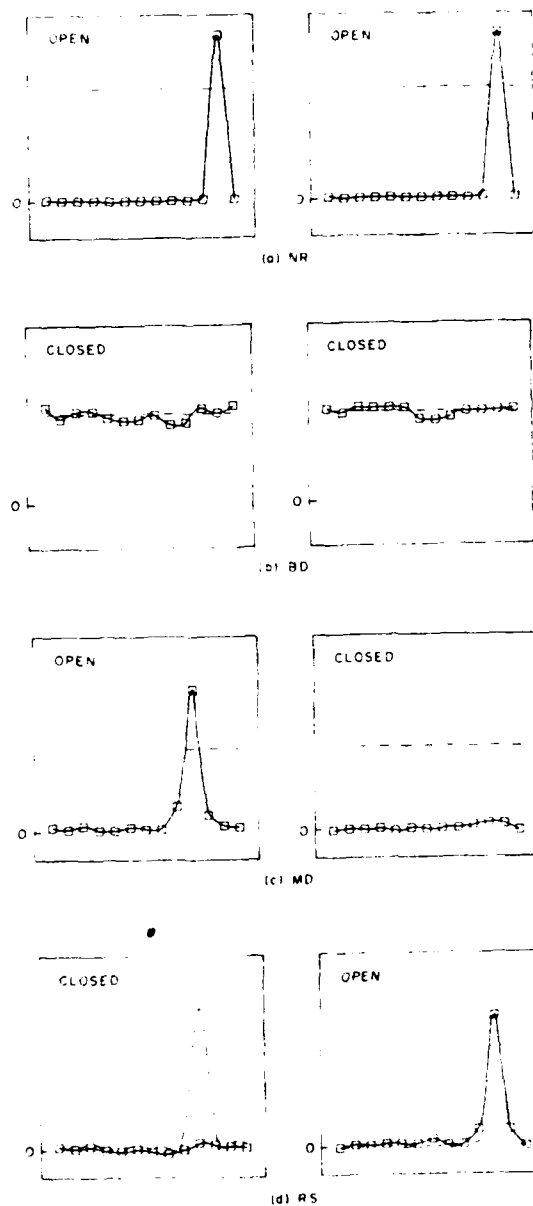 OPEN OPEN
0 0
(a) NR
CLOSED CLOSED
0 0
(b) BD
OPEN CLOSED
0 0
(c) MD
CLOSED OPEN
0 0
(d) RS